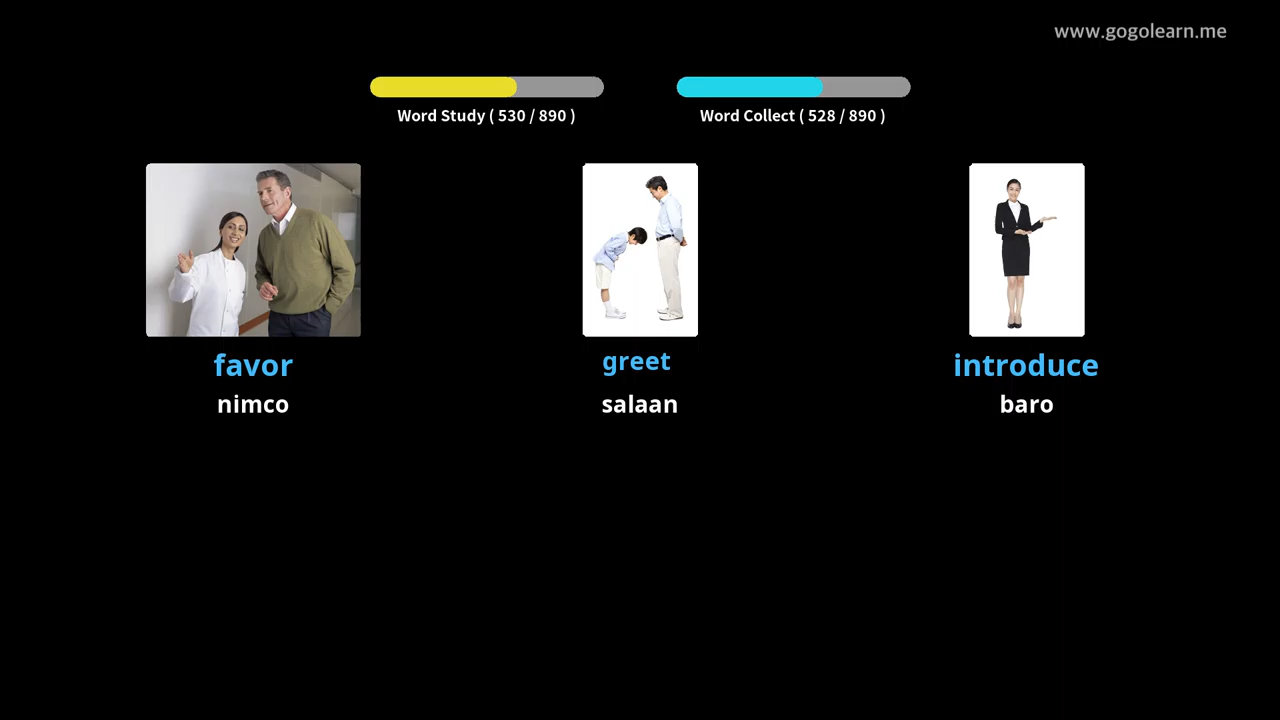 www.gogolearn.me
Word Study ( 530 / 890 )
Word Collect ( 528 / 890 )
favor
greet
introduce
nimco
salaan
baro